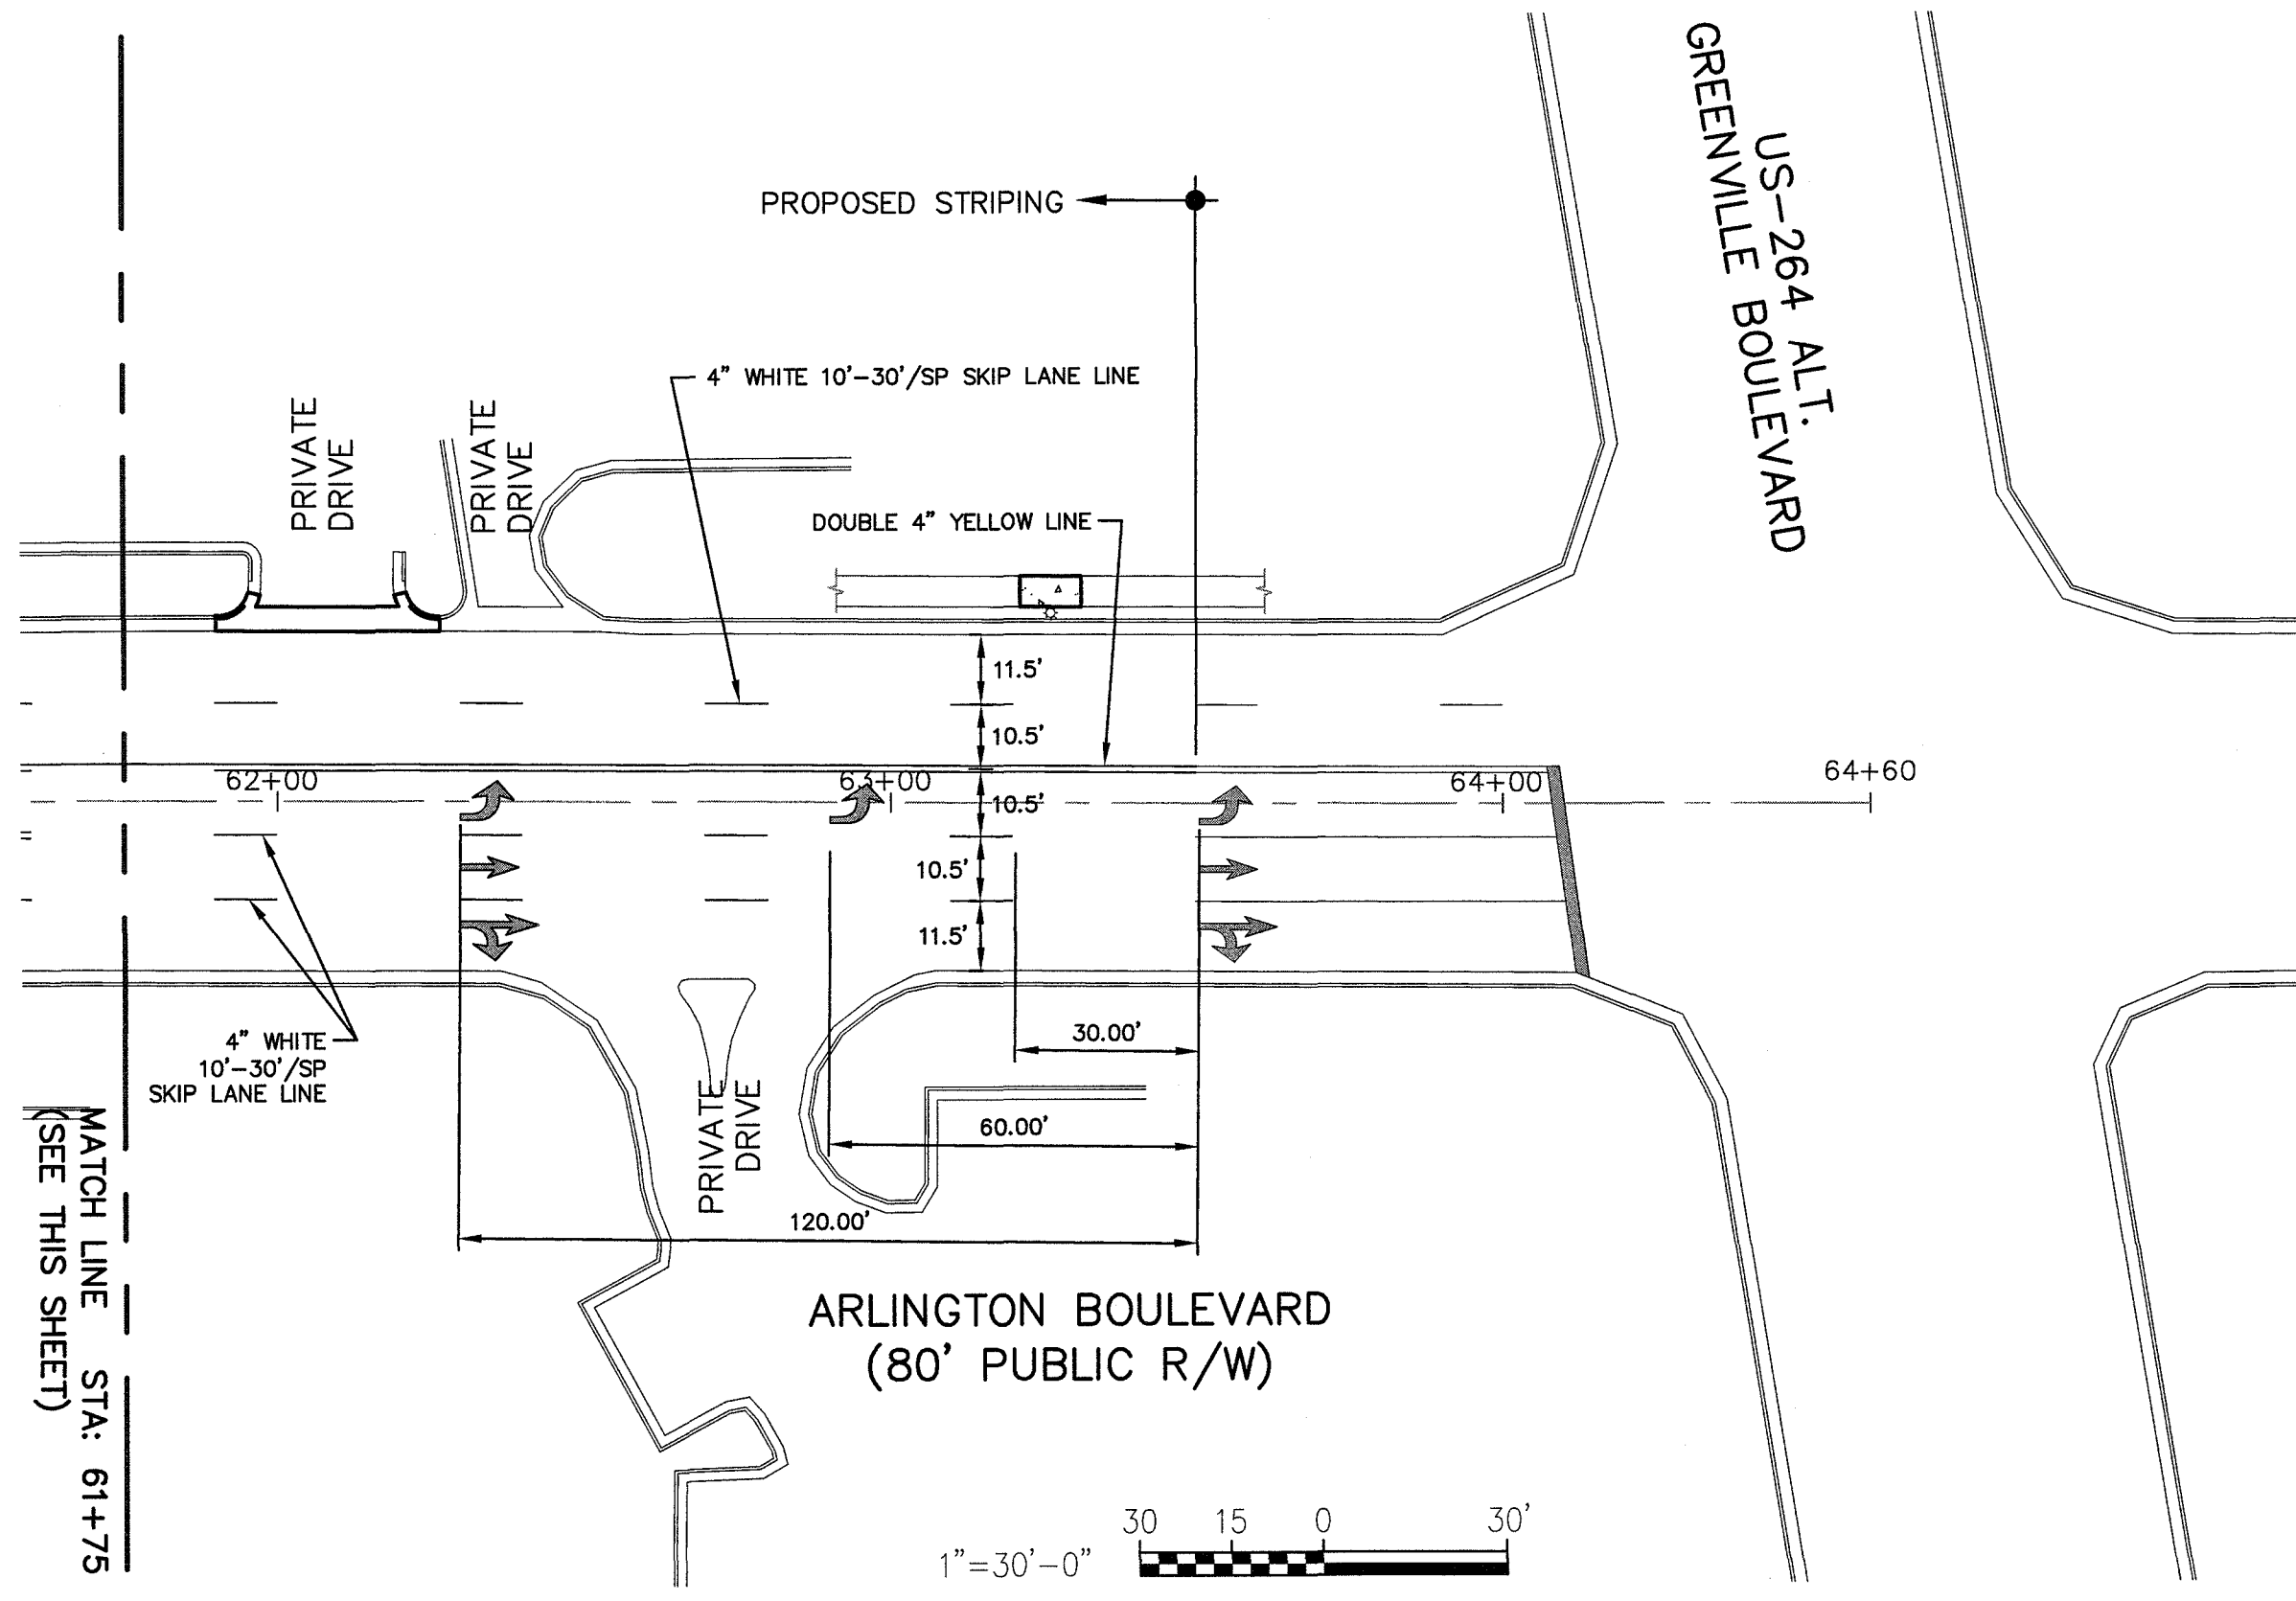 US-264 ALT.
GREENVILLE BOULEVARD
PROPOSED STRIPING
4" WHITE 10'-30'/SP SKIP LANE LINE
PRIVATE
DRIVE
PRIVATE
DRIVE
DOUBLE 4" YELLOW LINE
11.5'
10.5'
62+00
63+00
64+00
64+60
10.5'
10.5'
11.5'
4" WHITE
10'-30'/SP
SKIP LANE LINE
30.00'
60.00'
PRIVATE
DRIVE
120.00'
MATCH LINE STA: 61+75
(SEE THIS SHEET)
ARLINGTON BOULEVARD
(80' PUBLIC R/W)
30 15 0 30'
1"=30'-0"